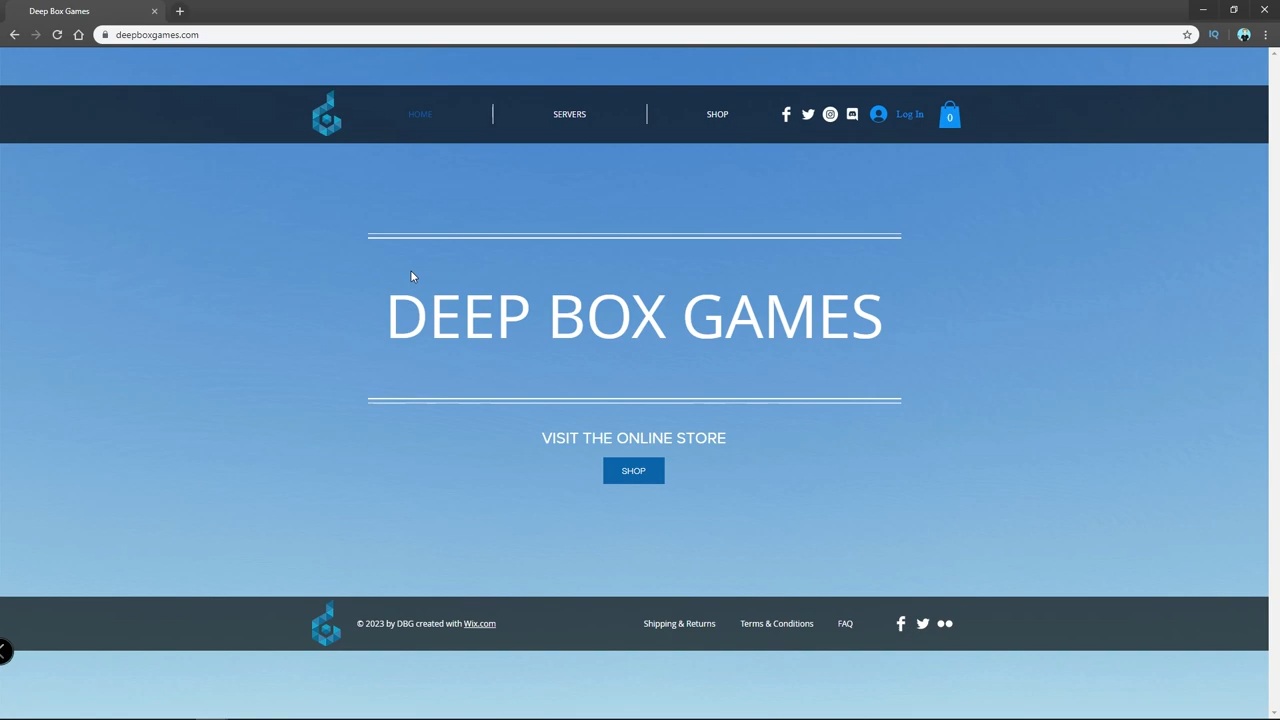 Deep Box Games
deepboxgames.com
IQ
HOME
SERVERS
SHOP
Log In
0
DEEP BOX GAMES
VISIT THE ONLINE STORE
SHOP
© 2023 by DBG created with Wix.com
Shipping & Returns
Terms & Conditions
FAQ